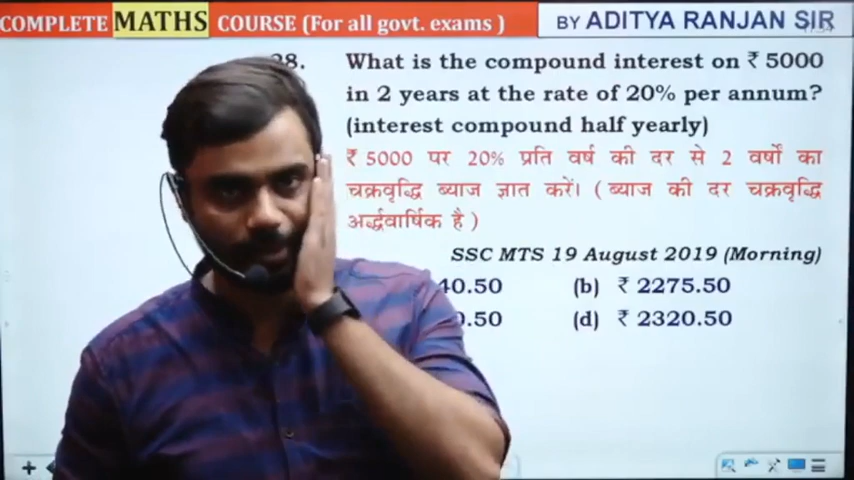 COMPLETE MATHS COURSE (For all govt. exams )
BY ADITYA RANJAN SIR
28. What is the compound interest on ₹ 5000
in 2 years at the rate of 20% per annum?
(interest compound half yearly)
₹ 5000 पर 20% प्रति वर्ष की दर से 2 वर्षों का
चक्रवृद्धि ब्याज ज्ञात करें। ( ब्याज की दर चक्रवृद्धि
अर्द्धवार्षिक है )
SSC MTS 19 August 2019 (Morning)
40.50 (b) ₹ 2275.50
0.50 (d) ₹ 2320.50